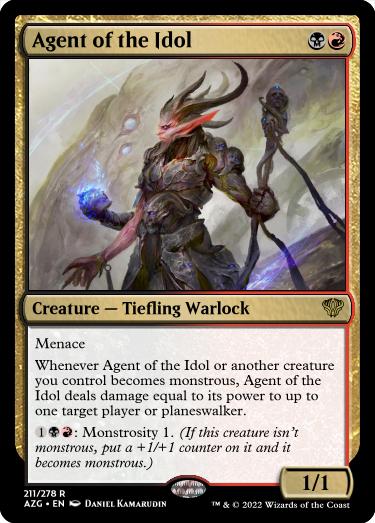 Agent of the Idol
Creature — Tiefling Warlock
Menace
Whenever Agent of the Idol or another creature
you control becomes monstrous, Agent of the
Idol deals damage equal to its power to up to
one target player or planeswalker.
1: Monstrosity 1. (If this creature isn't
monstrous, put a +1/+1 counter on it and it
becomes monstrous.)
1/1
211/278 R
AZG • EN Daniel Kamarudin
™ & © 2022 Wizards of the Coast